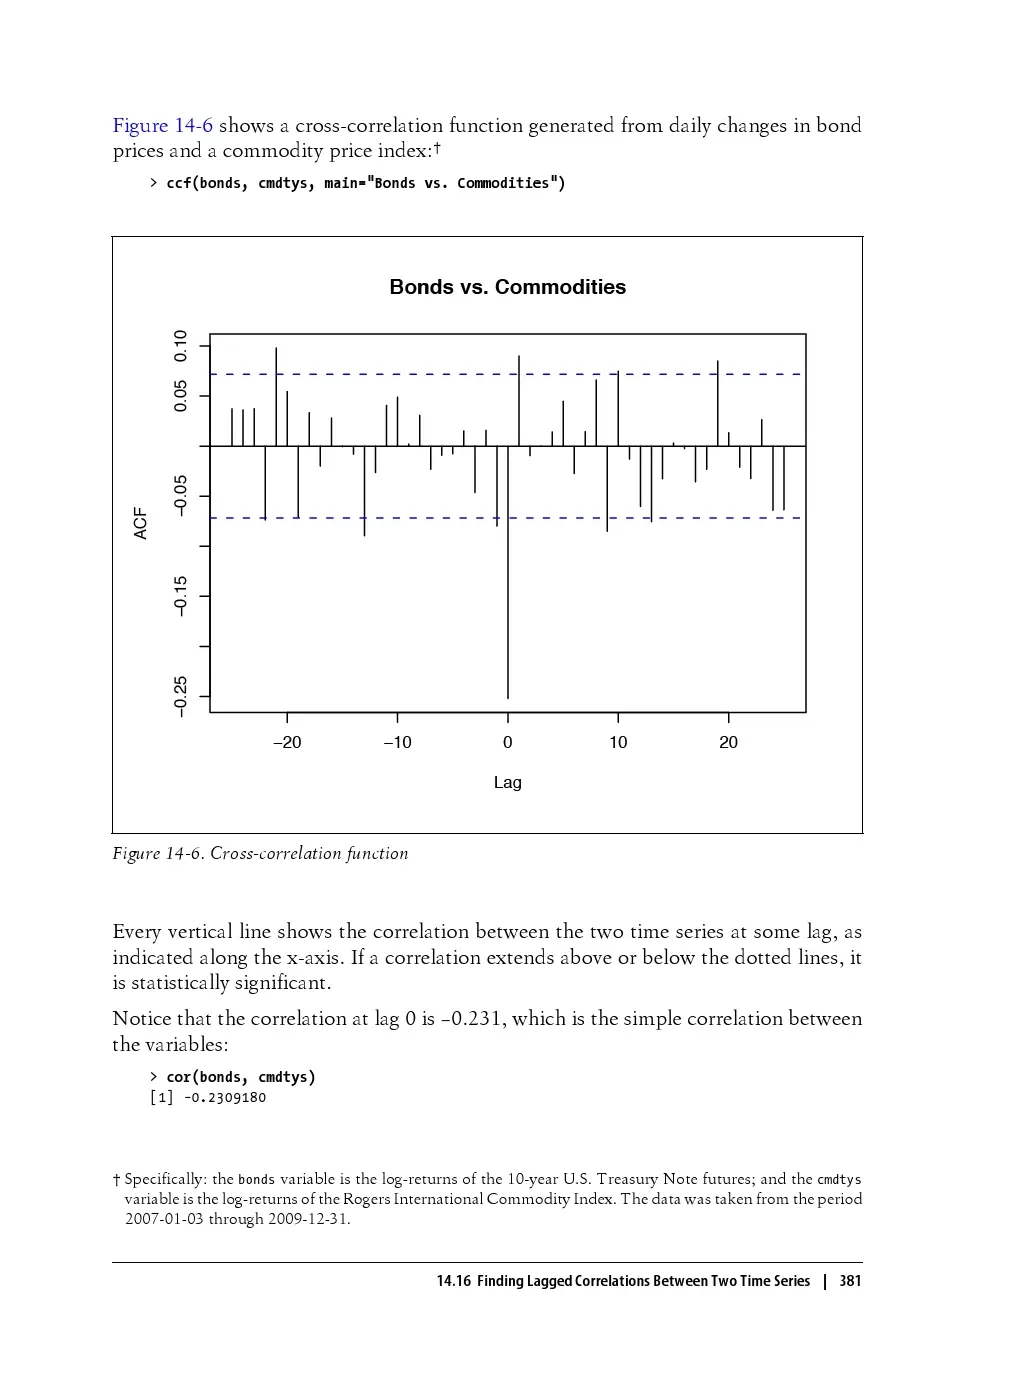 Figure 14-6 shows a cross-correlation function generated from daily changes in bond
prices and a commodity price index:†
> ccf(bonds, cmdtys, main="Bonds vs. Commodities")
Bonds vs. Commodities
0.10
0.05
−0.05
−0.15
−0.25
ACF
−20 −10 0 10 20
Lag
Figure 14-6. Cross-correlation function
Every vertical line shows the correlation between the two time series at some lag, as
indicated along the x-axis. If a correlation extends above or below the dotted lines, it
is statistically significant.
Notice that the correlation at lag 0 is −0.231, which is the simple correlation between
the variables:
> cor(bonds, cmdtys)
[1] -0.2309180
† Specifically: the bonds variable is the log-returns of the 10-year U.S. Treasury Note futures; and the cmdtys
variable is the log-returns of the Rogers International Commodity Index. The data was taken from the period
2007-01-03 through 2009-12-31.
14.16 Finding Lagged Correlations Between Two Time Series | 381